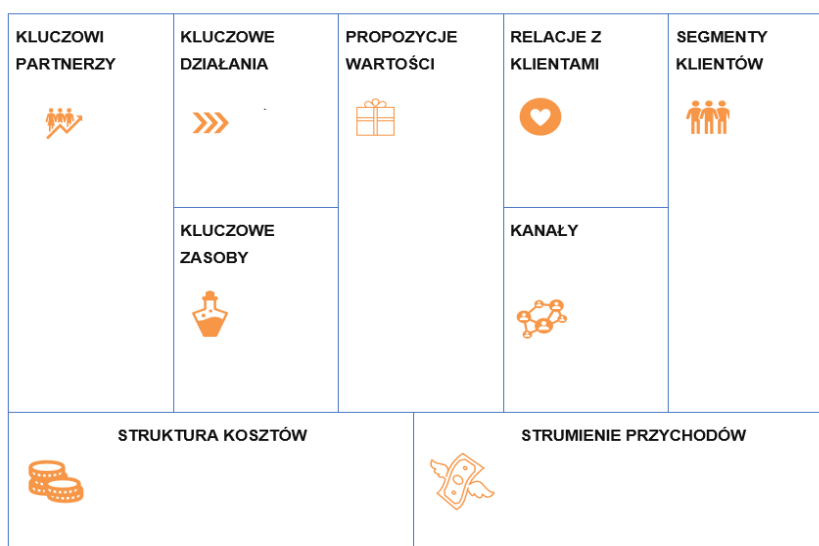 KLUCZOWI
PARTNERZY
KLUCZOWE
DZIAŁANIA
PROPOZYCJE
WARTOŚCI
RELACJE Z
KLIENTAMI
SEGMENTY
KLIENTÓW
KLUCZOWE
ZASOBY
KANAŁY
STRUKTURA KOSZTÓW
STRUMIENIE PRZYCHODÓW